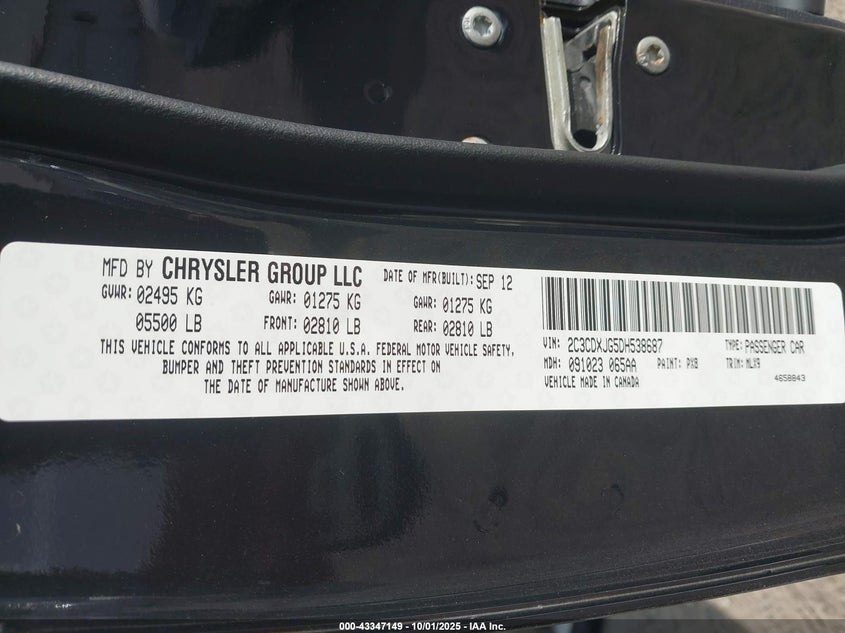 MFD BY CHRYSLER GROUP LLC DATE OF MFR(BUILT): SEP 12
GVWR: 02495 KG GAWR: 01275 KG GAWR: 01275 KG
05500 LB FRONT: 02810 LB REAR: 02810 LB
THIS VEHICLE CONFORMS TO ALL APPLICABLE U.S.A. FEDERAL MOTOR VEHICLE SAFETY,
BUMPER AND THEFT PREVENTION STANDARDS IN EFFECT ON
THE DATE OF MANUFACTURE SHOWN ABOVE.
VIN: 2C3CDXJG5DH538687 TYPE: PASSENGER CAR
MDH: 091023 065AA PAINT: PX8 TRIM: MLX9
VEHICLE MADE IN CANADA 4658843
000-43347149 - 10/01/2025 - IAA Inc.